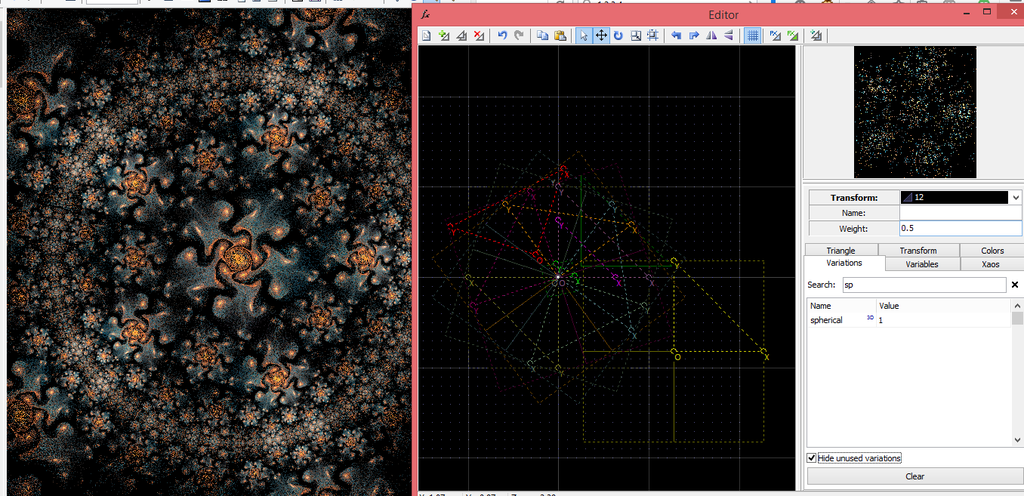 Editor
Transform: 12
Name:
Weight: 0.5
Triangle Transform Colors
Variations Variables Xaos
Search: sp
Name Value
spherical 3D 1
Hide unused variations
Clear